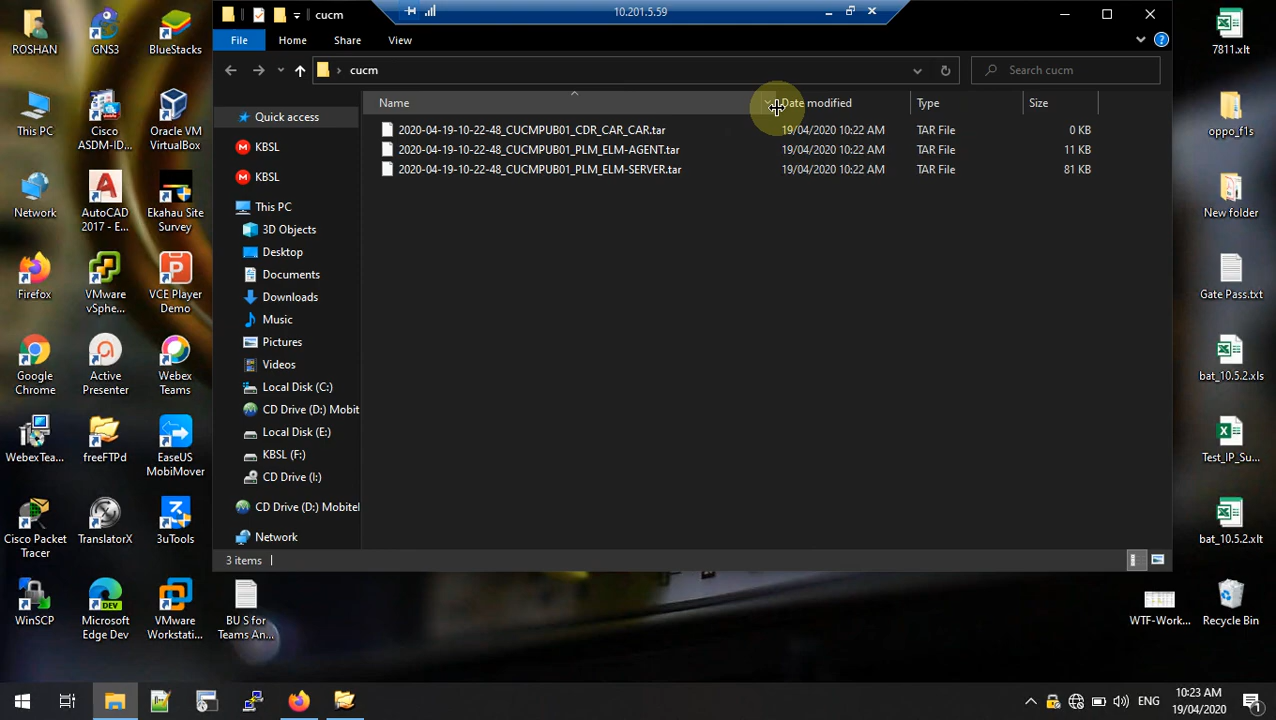 ROSHAN
GNS3
BlueStacks
This PC
Cisco
ASDM-ID...
Oracle VM
VirtualBox
Network
AutoCAD
2017 - E...
Ekahau Site
Survey
Firefox
VMware
vSphe...
VCE Player
Demo
Google
Chrome
Active
Presenter
Webex
Teams
WebexTea...
freeFTPd
EaseUS
MobiMover
Cisco Packet
Tracer
TranslatorX
3uTools
WinSCP
Microsoft
Edge Dev
VMware
Workstati...
BU S for
Teams An...
cucm
10.201.5.59
File
Home
Share
View
cucm
Search cucm
Name
Date modified
Type
Size
2020-04-19-10-22-48_CUCMPUB01_CDR_CAR_CAR.tar
19/04/2020 10:22 AM
TAR File
0 KB
2020-04-19-10-22-48_CUCMPUB01_PLM_ELM-AGENT.tar
19/04/2020 10:22 AM
TAR File
11 KB
2020-04-19-10-22-48_CUCMPUB01_PLM_ELM-SERVER.tar
19/04/2020 10:22 AM
TAR File
81 KB
Quick access
KBSL
KBSL
This PC
3D Objects
Desktop
Documents
Downloads
Music
Pictures
Videos
Local Disk (C:)
CD Drive (D:) Mobit
Local Disk (E:)
KBSL (F:)
CD Drive (I:)
CD Drive (D:) Mobitel
Network
3 items
7811.xlt
oppo_f1s
New folder
Gate Pass.txt
bat_10.5.2.xls
Test_IP_Su...
bat_10.5.2.xlt
WTF-Work...
Recycle Bin
ENG
10:23 AM
19/04/2020